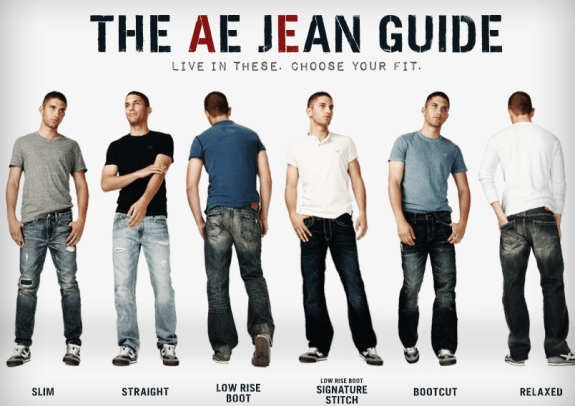 THE AE JEAN GUIDE
LIVE IN THESE. CHOOSE YOUR FIT.
SLIM
STRAIGHT
LOW RISE
BOOT
LOW RISE BOOT
SIGNATURE
STITCH
BOOTCUT
RELAXED